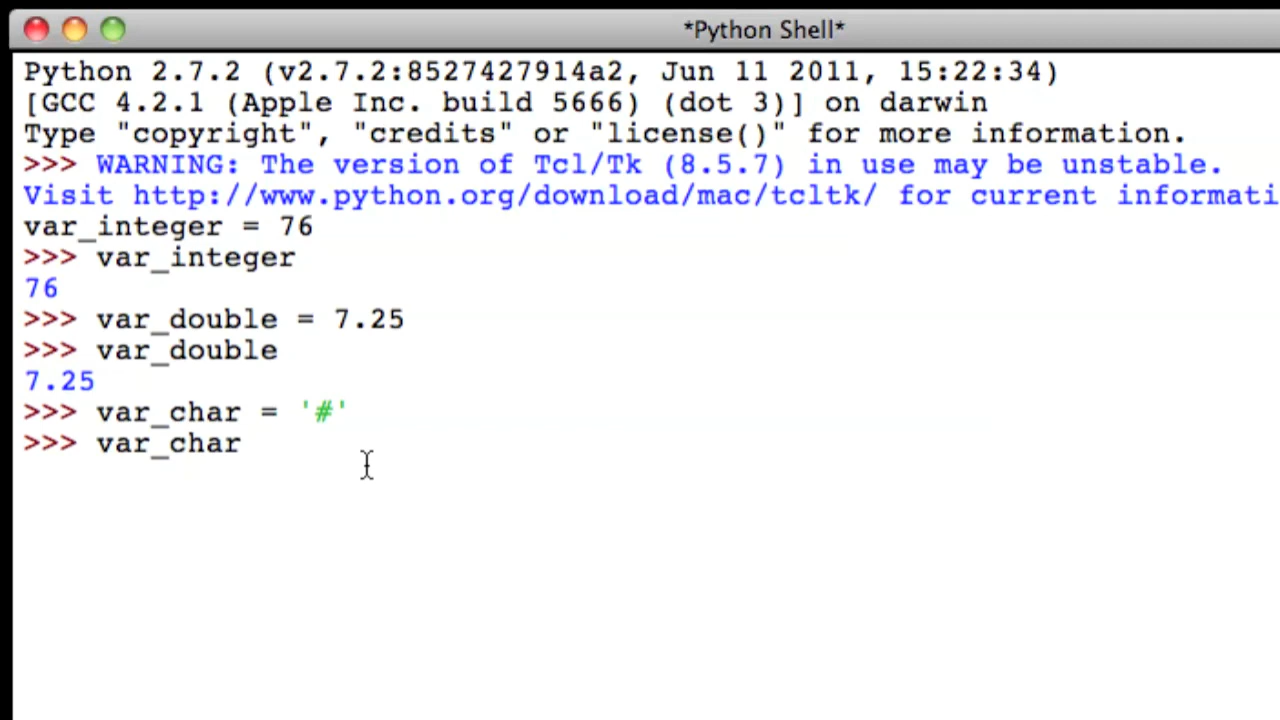 *Python Shell*
Python 2.7.2 (v2.7.2:8527427914a2, Jun 11 2011, 15:22:34)
[GCC 4.2.1 (Apple Inc. build 5666) (dot 3)] on darwin
Type "copyright", "credits" or "license()" for more information.
>>> WARNING: The version of Tcl/Tk (8.5.7) in use may be unstable.
Visit http://www.python.org/download/mac/tcltk/ for current informati
var_integer = 76
>>> var_integer
76
>>> var_double = 7.25
>>> var_double
7.25
>>> var_char = '#'
>>> var_char